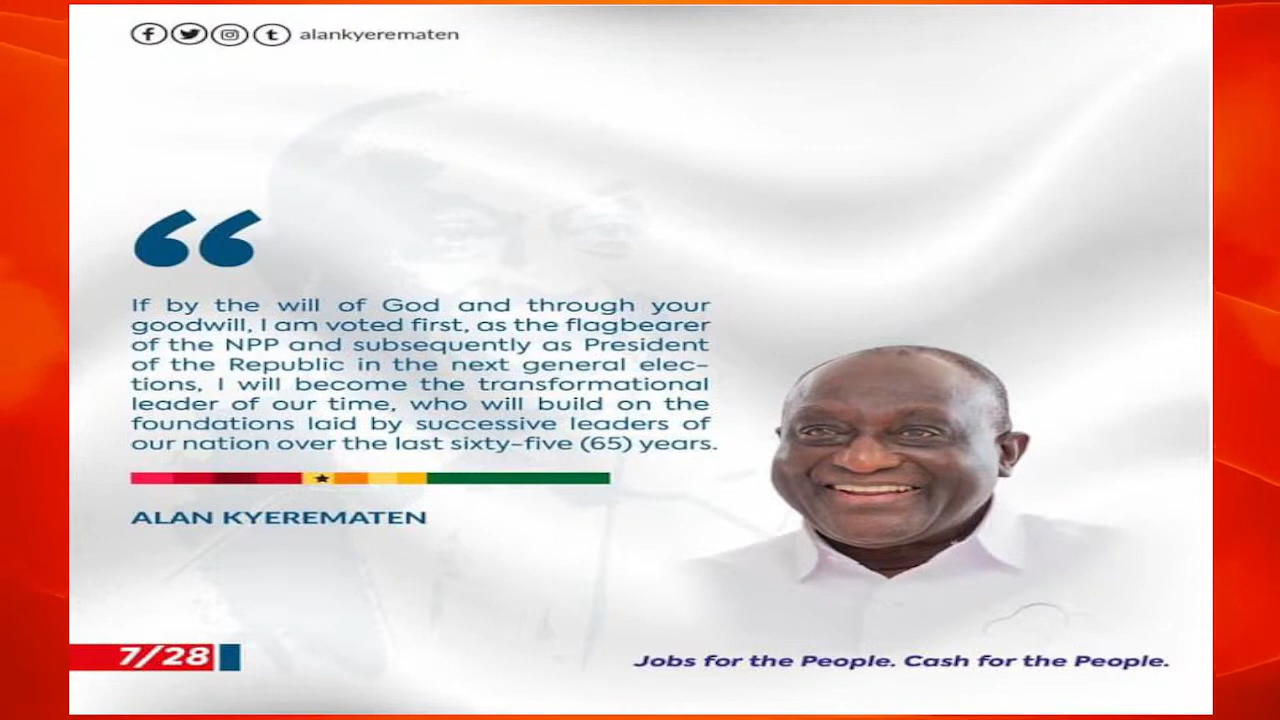 alankyerematen
“
If by the will of God and through your
goodwill, I am voted first, as the flagbearer
of the NPP and subsequently as President
of the Republic in the next general elec-
tions, I will become the transformational
leader of our time, who will build on the
foundations laid by successive leaders of
our nation over the last sixty-five (65) years.
ALAN KYEREMATEN
7/28
Jobs for the People. Cash for the People.